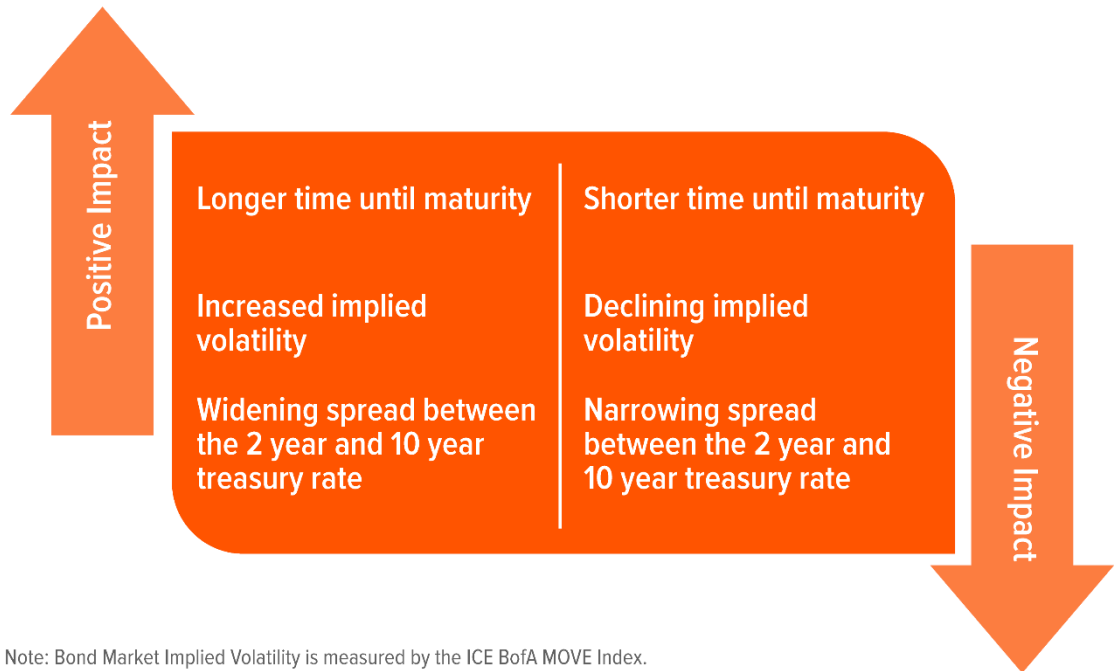 Positive Impact
Longer time until maturity
Increased implied
volatility
Widening spread between
the 2 year and 10 year
treasury rate
Shorter time until maturity
Declining implied
volatility
Narrowing spread
between the 2 year and
10 year treasury rate
Negative Impact
Note: Bond Market Implied Volatility is measured by the ICE BofA MOVE Index.